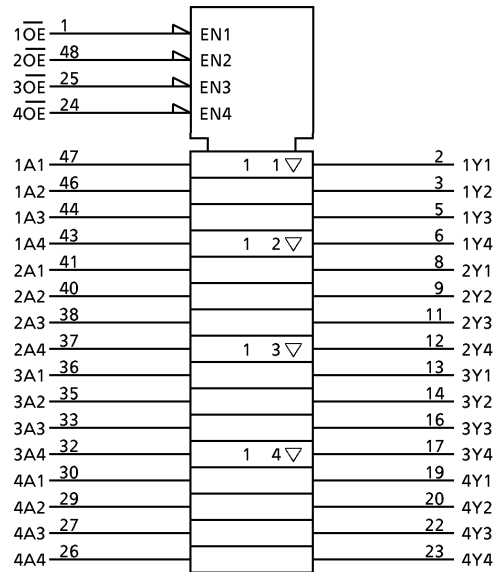 1OE 1 EN1
2OE 48 EN2
3OE 25 EN3
4OE 24 EN4
1A1 47 1 1 ▽ 2 1Y1
1A2 46 3 1Y2
1A3 44 5 1Y3
1A4 43 1 2 ▽ 6 1Y4
2A1 41 8 2Y1
2A2 40 9 2Y2
2A3 38 11 2Y3
2A4 37 1 3 ▽ 12 2Y4
3A1 36 13 3Y1
3A2 35 14 3Y2
3A3 33 16 3Y3
3A4 32 1 4 ▽ 17 3Y4
4A1 30 19 4Y1
4A2 29 20 4Y2
4A3 27 22 4Y3
4A4 26 23 4Y4